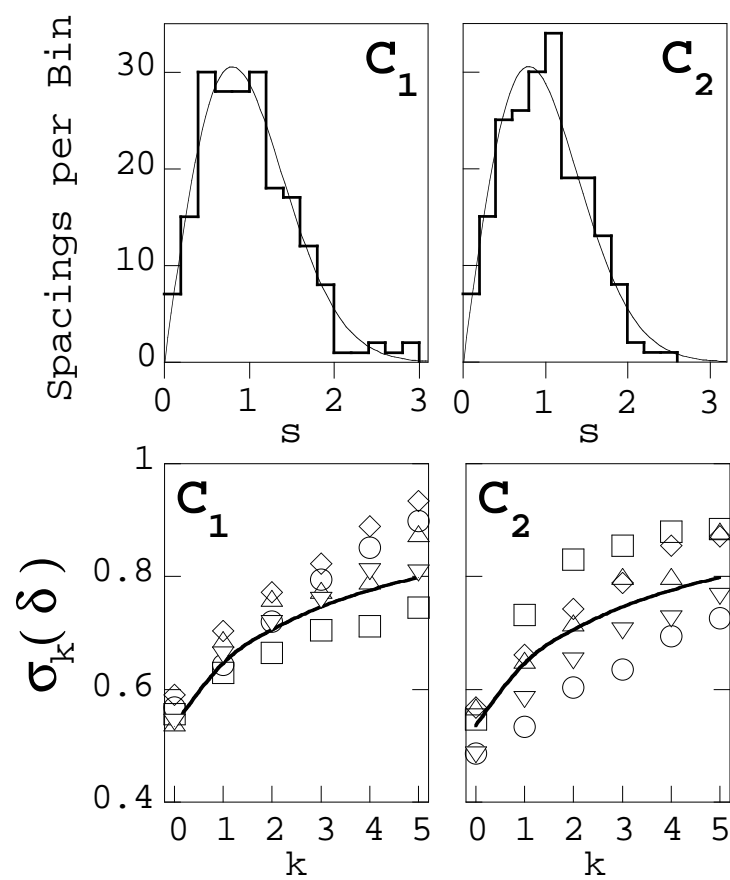 Spacings per Bin
30
20
10
0
C₁
0 1 2 3
s
C₂
0 1 2 3
s
σₖ(δ)
1
0.8
0.6
0.4
C₁
0 1 2 3 4 5
k
C₂
0 1 2 3 4 5
k